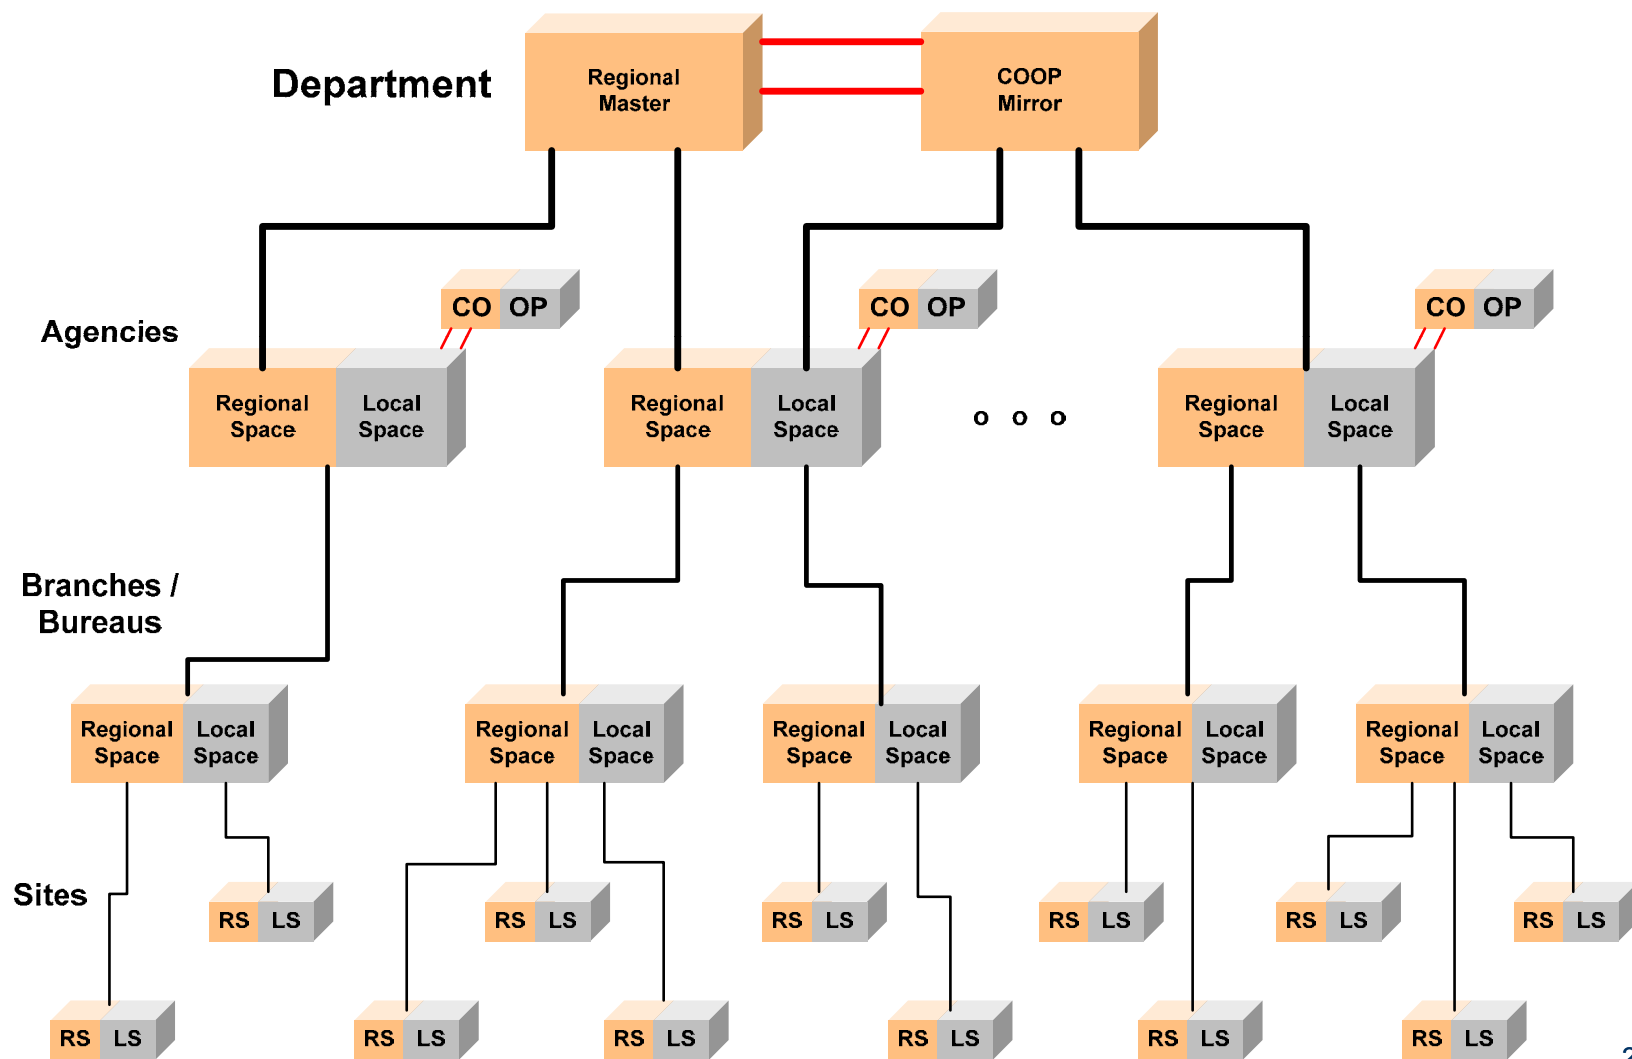 Department
Regional
Master
COOP
Mirror
Agencies
CO OP
CO OP
CO OP
Regional
Space
Local
Space
Regional
Space
Local
Space
o o o
Regional
Space
Local
Space
Branches /
Bureaus
Regional
Space
Local
Space
Regional
Space
Local
Space
Regional
Space
Local
Space
Regional
Space
Local
Space
Regional
Space
Local
Space
Sites
RS LS
RS LS
RS LS
RS LS
RS LS
RS LS
RS LS
RS LS
RS LS
RS LS
RS LS
RS LS